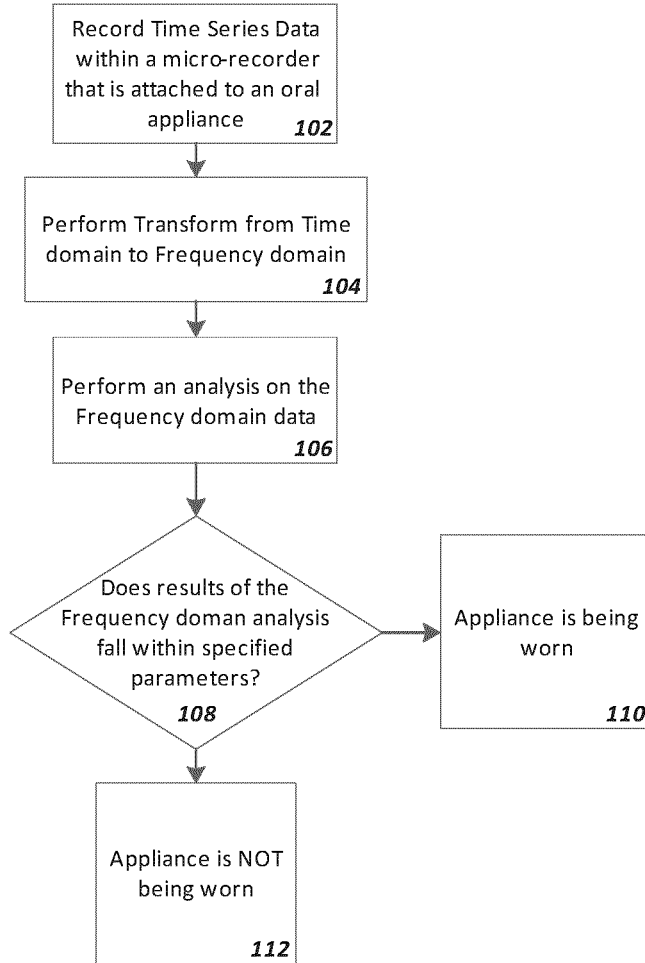 Record Time Series Data
within a micro-recorder
that is attached to an oral
appliance
102
Perform Transform from Time
domain to Frequency domain
104
Perform an analysis on the
Frequency domain data
106
Does results of the
Frequency doman analysis
fall within specified
parameters?
108
Appliance is being
worn
110
Appliance is NOT
being worn
112